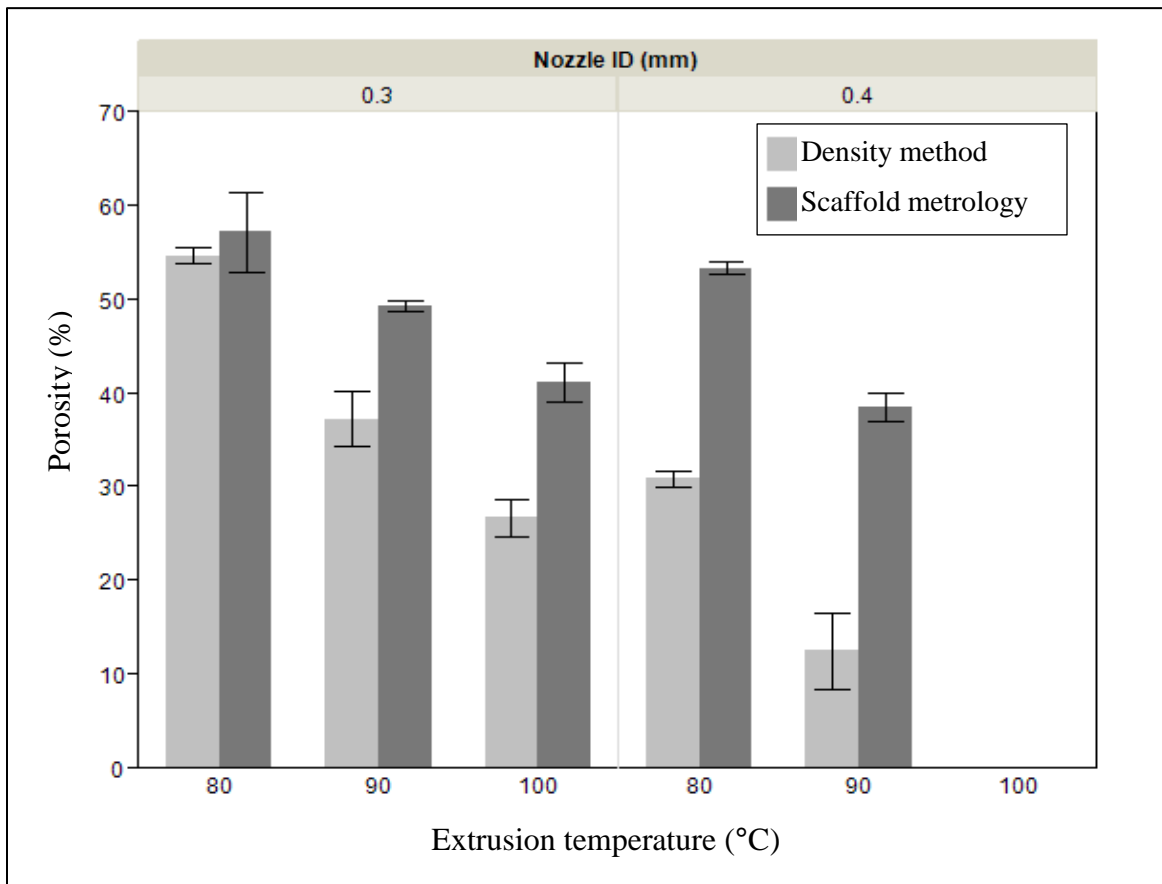 Nozzle ID (mm)
0.3 0.4
Density method
Scaffold metrology
70
60
50
40
30
20
10
0
Porosity (%)
80 90 100 80 90 100
Extrusion temperature (°C)